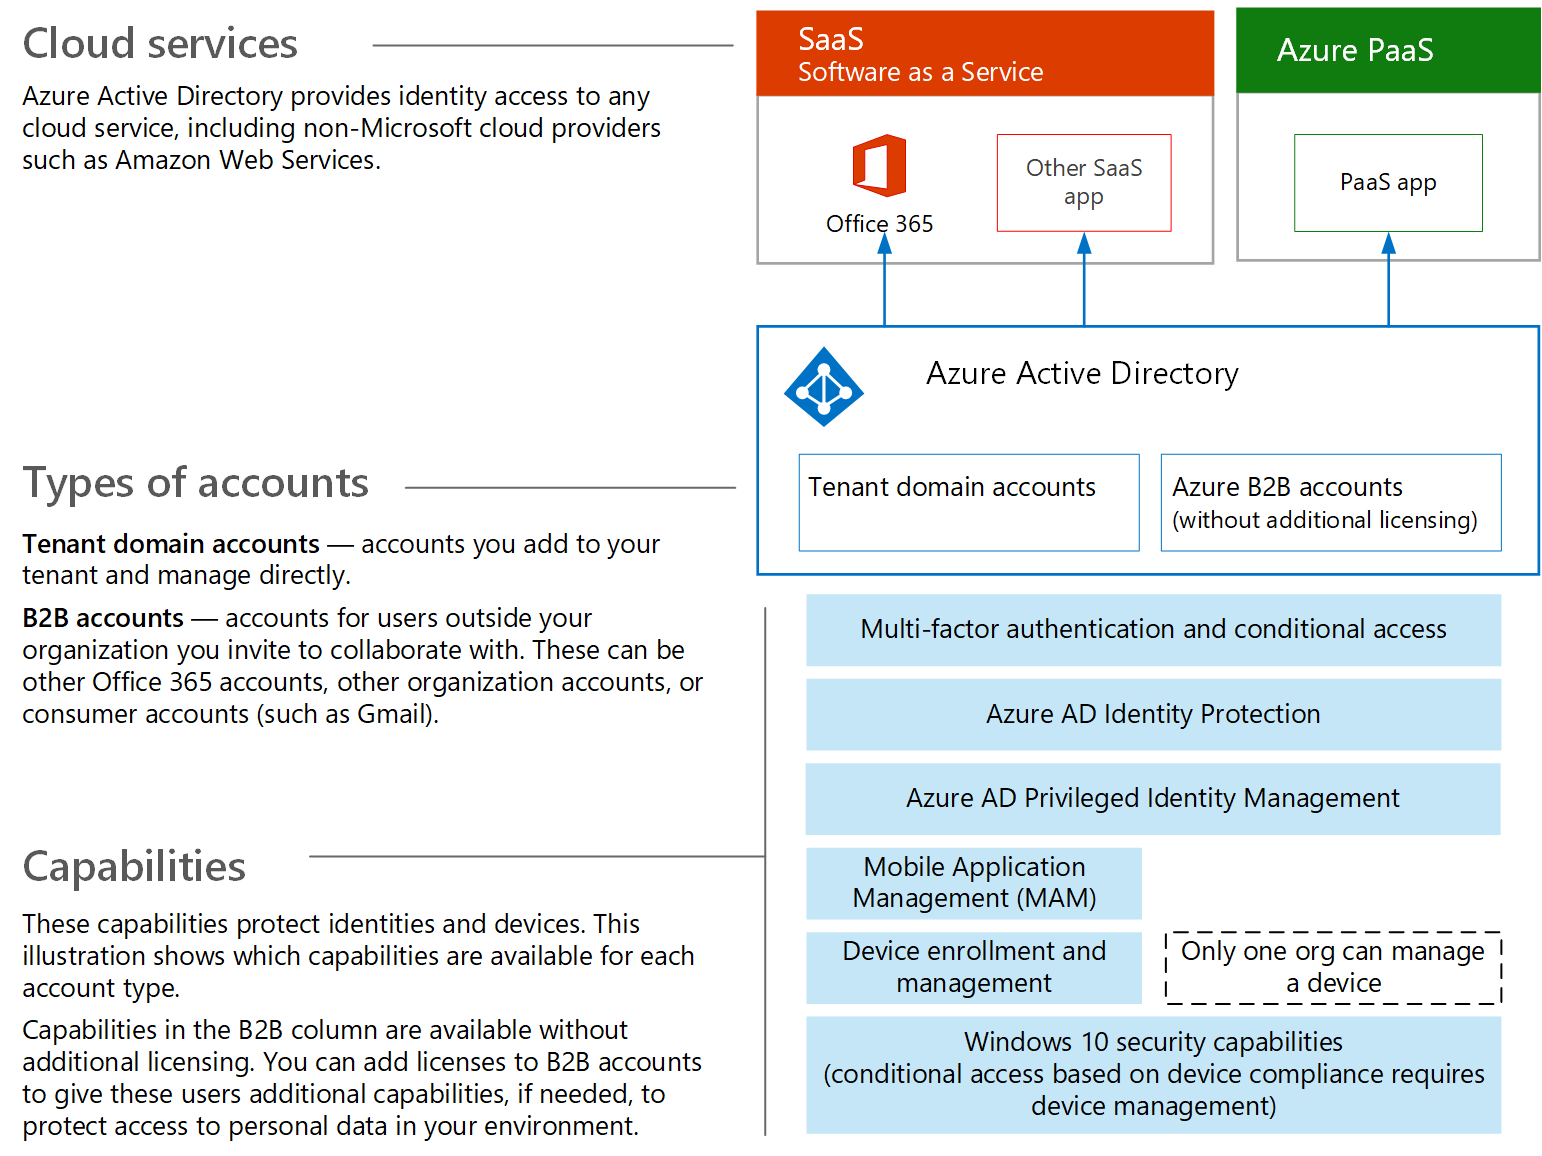 Cloud services
Azure Active Directory provides identity access to any
cloud service, including non-Microsoft cloud providers
such as Amazon Web Services.
SaaS
Software as a Service
Azure PaaS
Office 365
Other SaaS
app
PaaS app
Azure Active Directory
Types of accounts
Tenant domain accounts — accounts you add to your
tenant and manage directly.
B2B accounts — accounts for users outside your
organization you invite to collaborate with. These can be
other Office 365 accounts, other organization accounts, or
consumer accounts (such as Gmail).
Tenant domain accounts
Azure B2B accounts
(without additional licensing)
Multi-factor authentication and conditional access
Azure AD Identity Protection
Azure AD Privileged Identity Management
Capabilities
These capabilities protect identities and devices. This
illustration shows which capabilities are available for each
account type.
Capabilities in the B2B column are available without
additional licensing. You can add licenses to B2B accounts
to give these users additional capabilities, if needed, to
protect access to personal data in your environment.
Mobile Application
Management (MAM)
Device enrollment and
management
Only one org can manage
a device
Windows 10 security capabilities
(conditional access based on device compliance requires
device management)